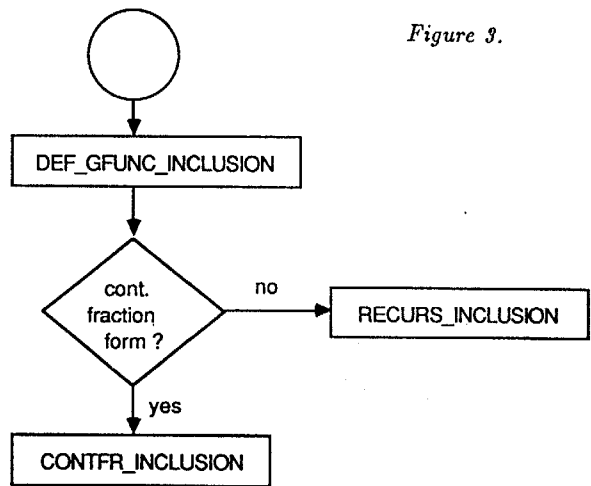 Figure 3.
DEF_GFUNC_INCLUSION
cont.
fraction
form ?
no
RECURS_INCLUSION
yes
CONTFR_INCLUSION